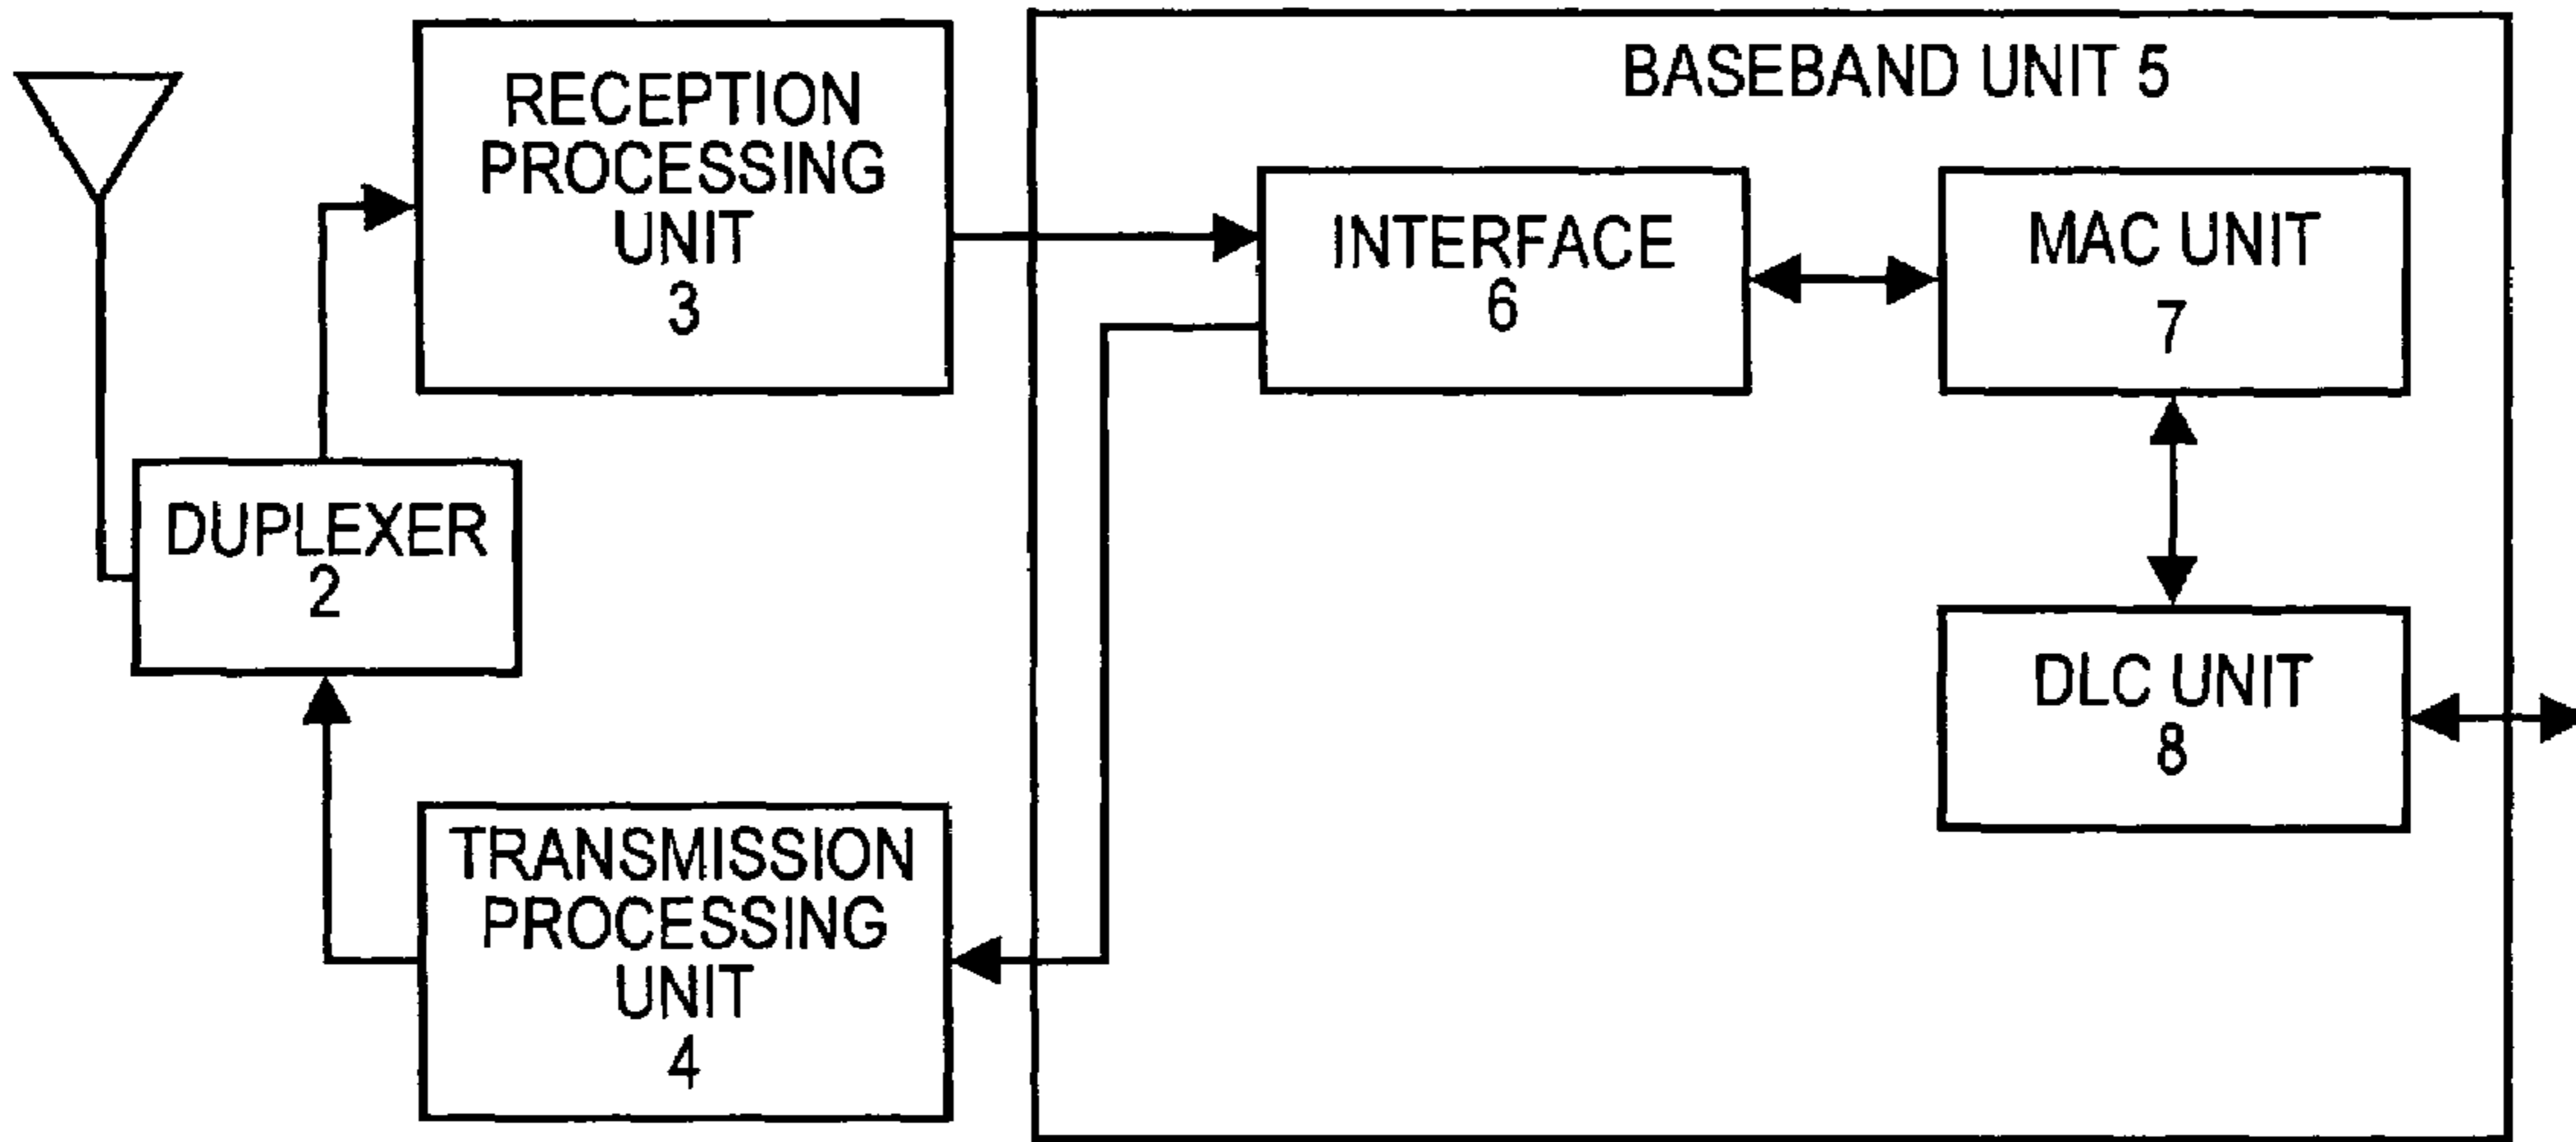 RECEPTION
PROCESSING
UNIT
3
BASEBAND UNIT 5
INTERFACE
6
MAC UNIT
7
DUPLEXER
2
DLC UNIT
8
TRANSMISSION
PROCESSING
UNIT
4